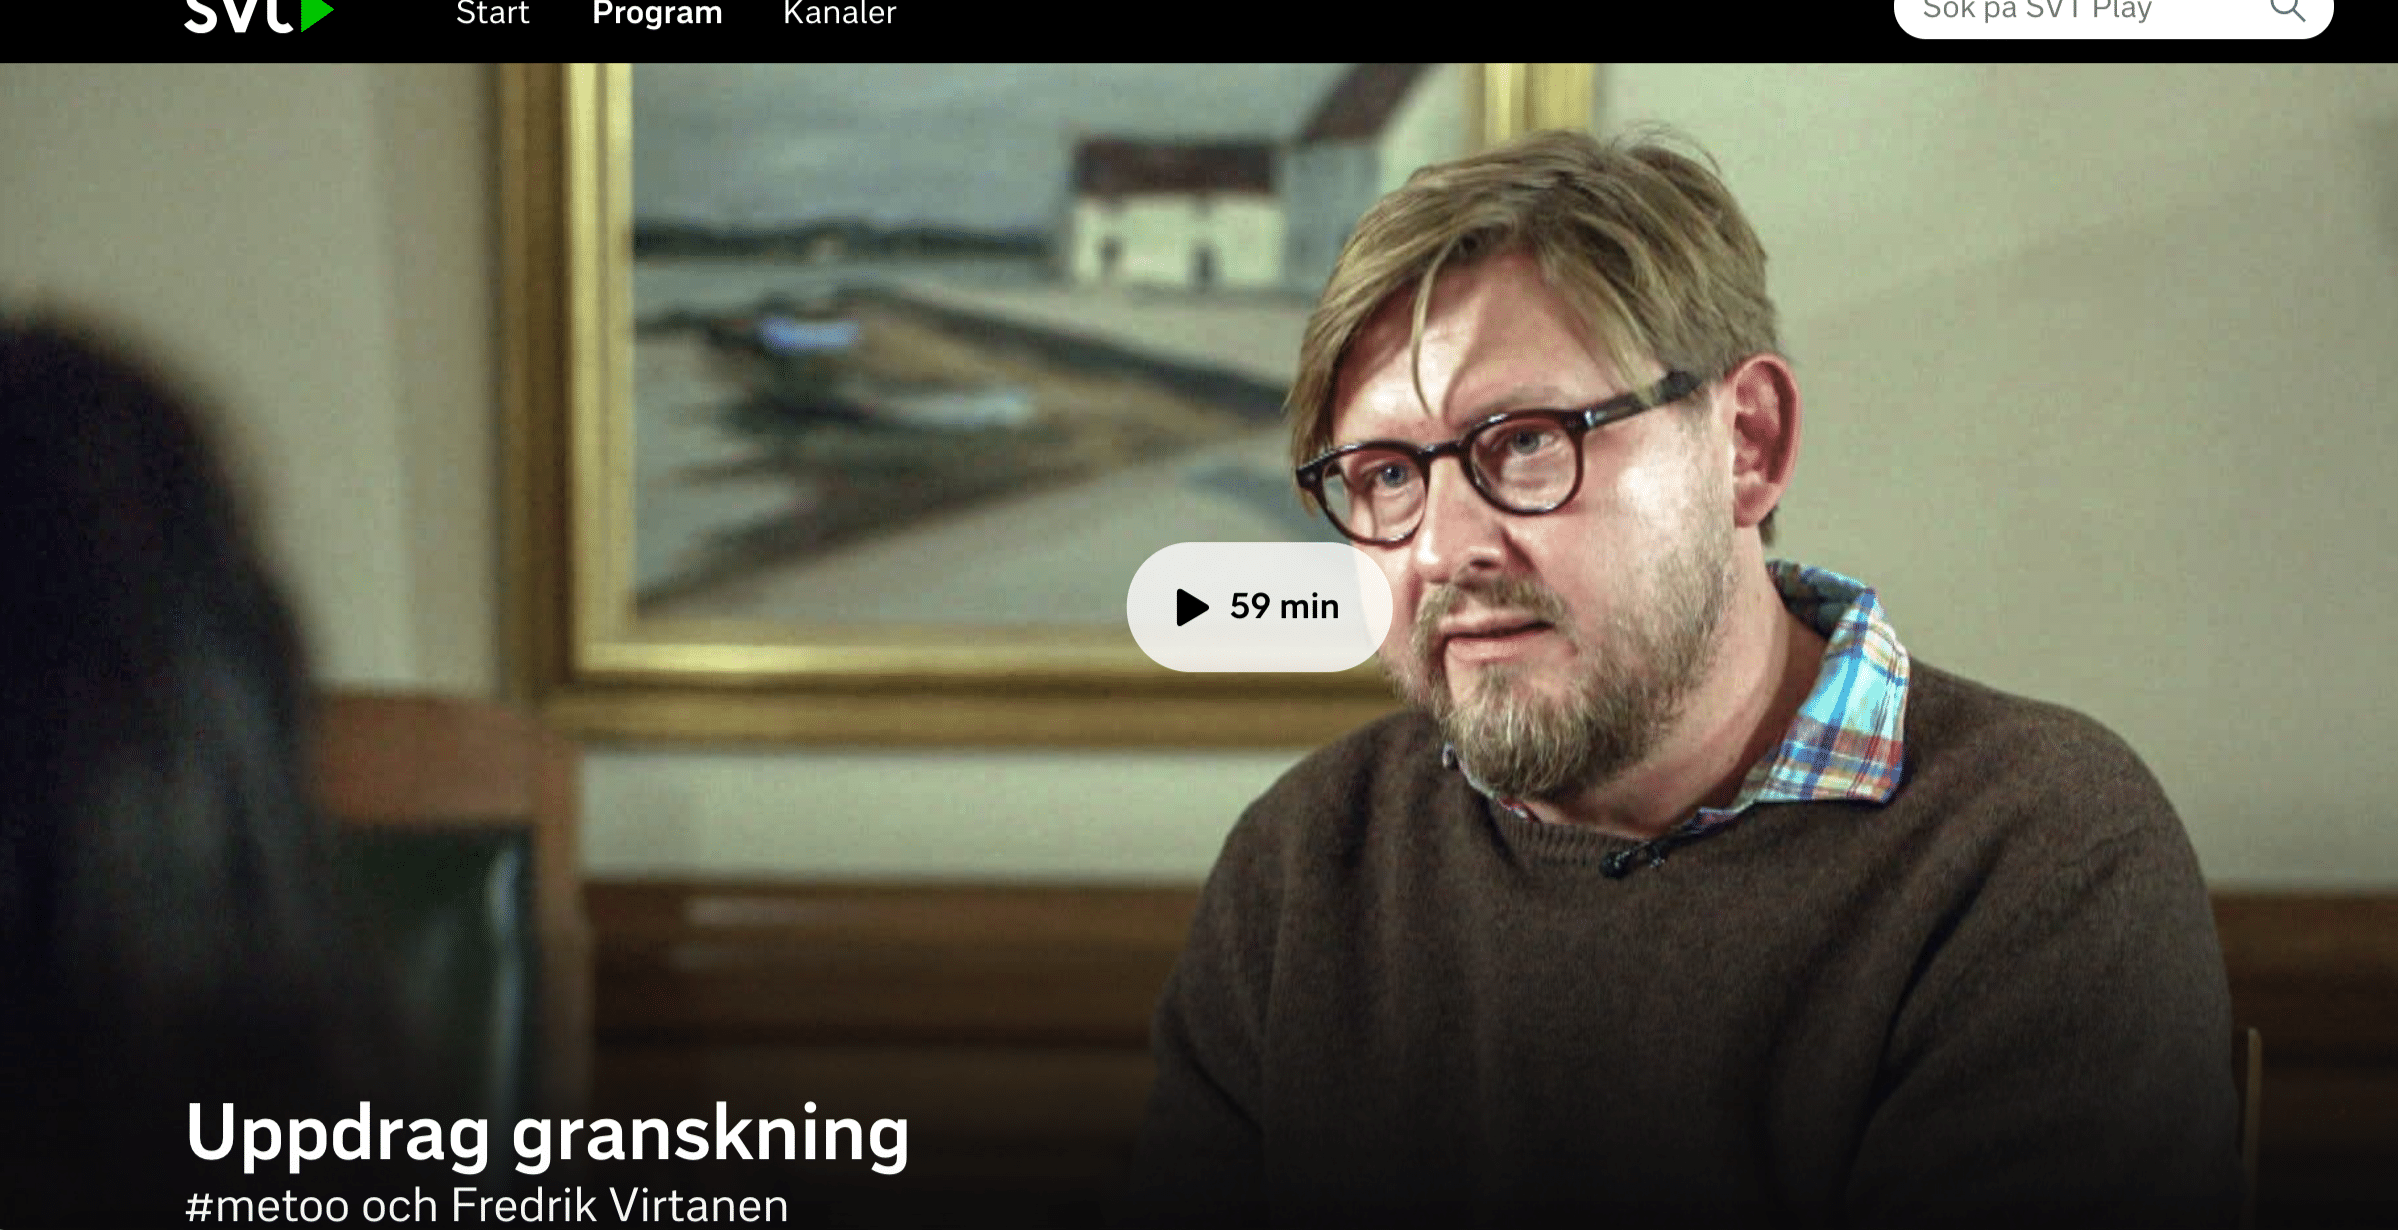 svt
Start Program Kanaler
Sök på SVT Play
59 min
Uppdrag granskning
#metoo och Fredrik Virtanen